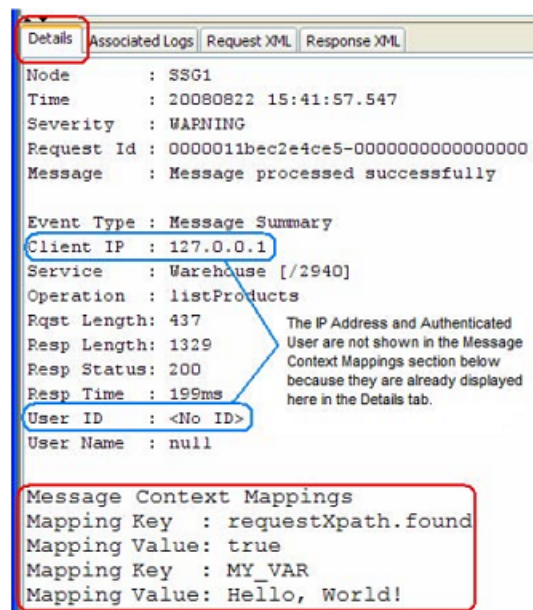 Details Associated Logs Request XML Response XML
Node : SSG1
Time : 20080822 15:41:57.547
Severity : WARNING
Request Id : 0000011bec2e4ce5-0000000000000000
Message : Message processed successfully
Event Type : Message Summary
Client IP : 127.0.0.1
Service : Warehouse [/2940]
Operation : listProducts
Rqst Length: 437
Resp Length: 1329
Resp Status: 200
Resp Time : 199ms
User ID : <No ID>
User Name : null
The IP Address and Authenticated
User are not shown in the Message
Context Mappings section below
because they are already displayed
here in the Details tab.
Message Context Mappings
Mapping Key : requestXpath.found
Mapping Value: true
Mapping Key : MY_VAR
Mapping Value: Hello, World!